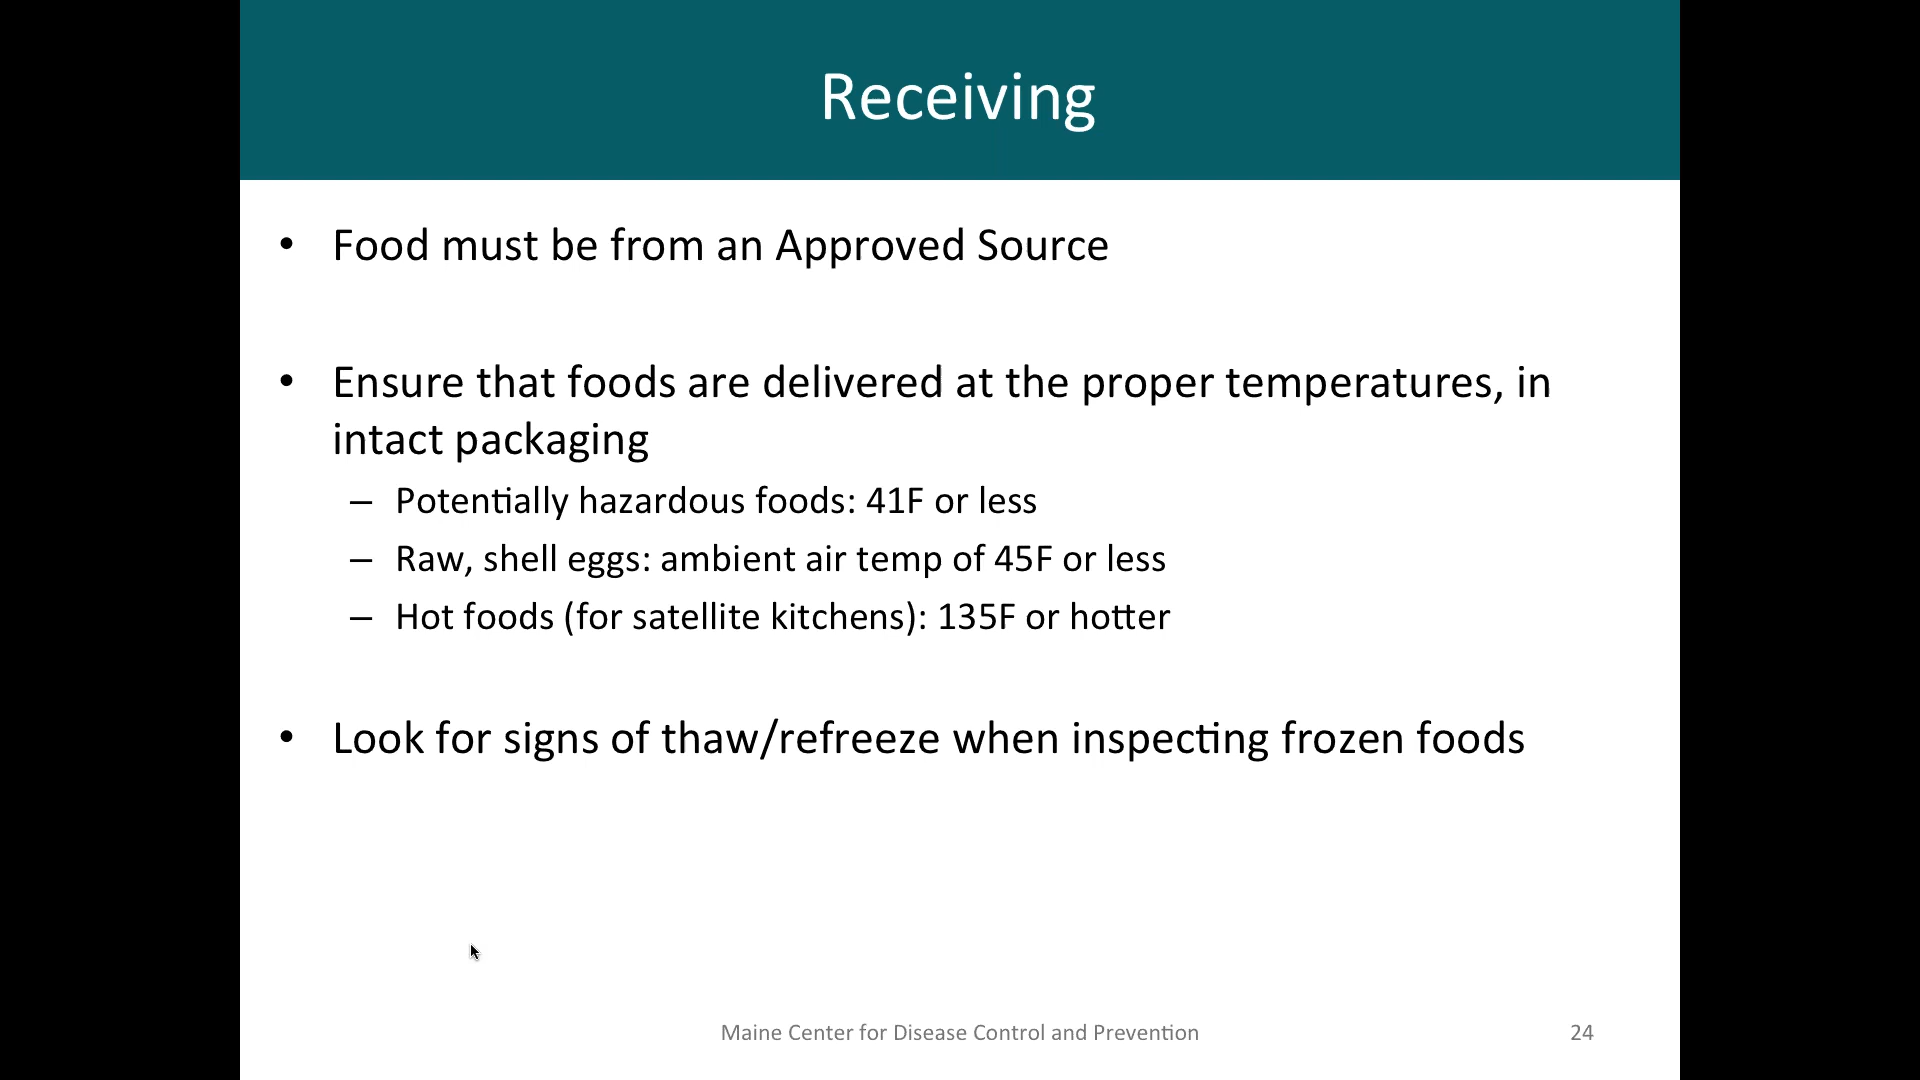 Receiving
• Food must be from an Approved Source
• Ensure that foods are delivered at the proper temperatures, in
intact packaging
– Potentially hazardous foods: 41F or less
– Raw, shell eggs: ambient air temp of 45F or less
– Hot foods (for satellite kitchens): 135F or hotter
• Look for signs of thaw/refreeze when inspecting frozen foods
Maine Center for Disease Control and Prevention
24